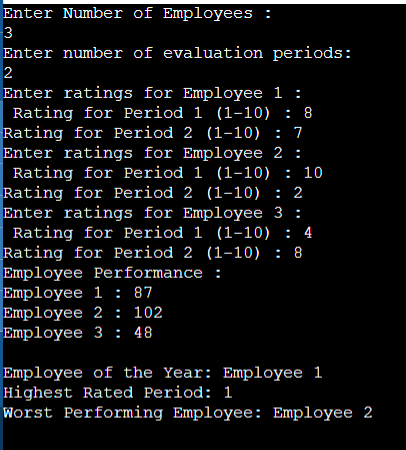 Enter Number of Employees :
3
Enter number of evaluation periods:
2
Enter ratings for Employee 1 :
 Rating for Period 1 (1-10) : 8
Rating for Period 2 (1-10) : 7
Enter ratings for Employee 2 :
 Rating for Period 1 (1-10) : 10
Rating for Period 2 (1-10) : 2
Enter ratings for Employee 3 :
 Rating for Period 1 (1-10) : 4
Rating for Period 2 (1-10) : 8
Employee Performance :
Employee 1 : 87
Employee 2 : 102
Employee 3 : 48

Employee of the Year: Employee 1
Highest Rated Period: 1
Worst Performing Employee: Employee 2